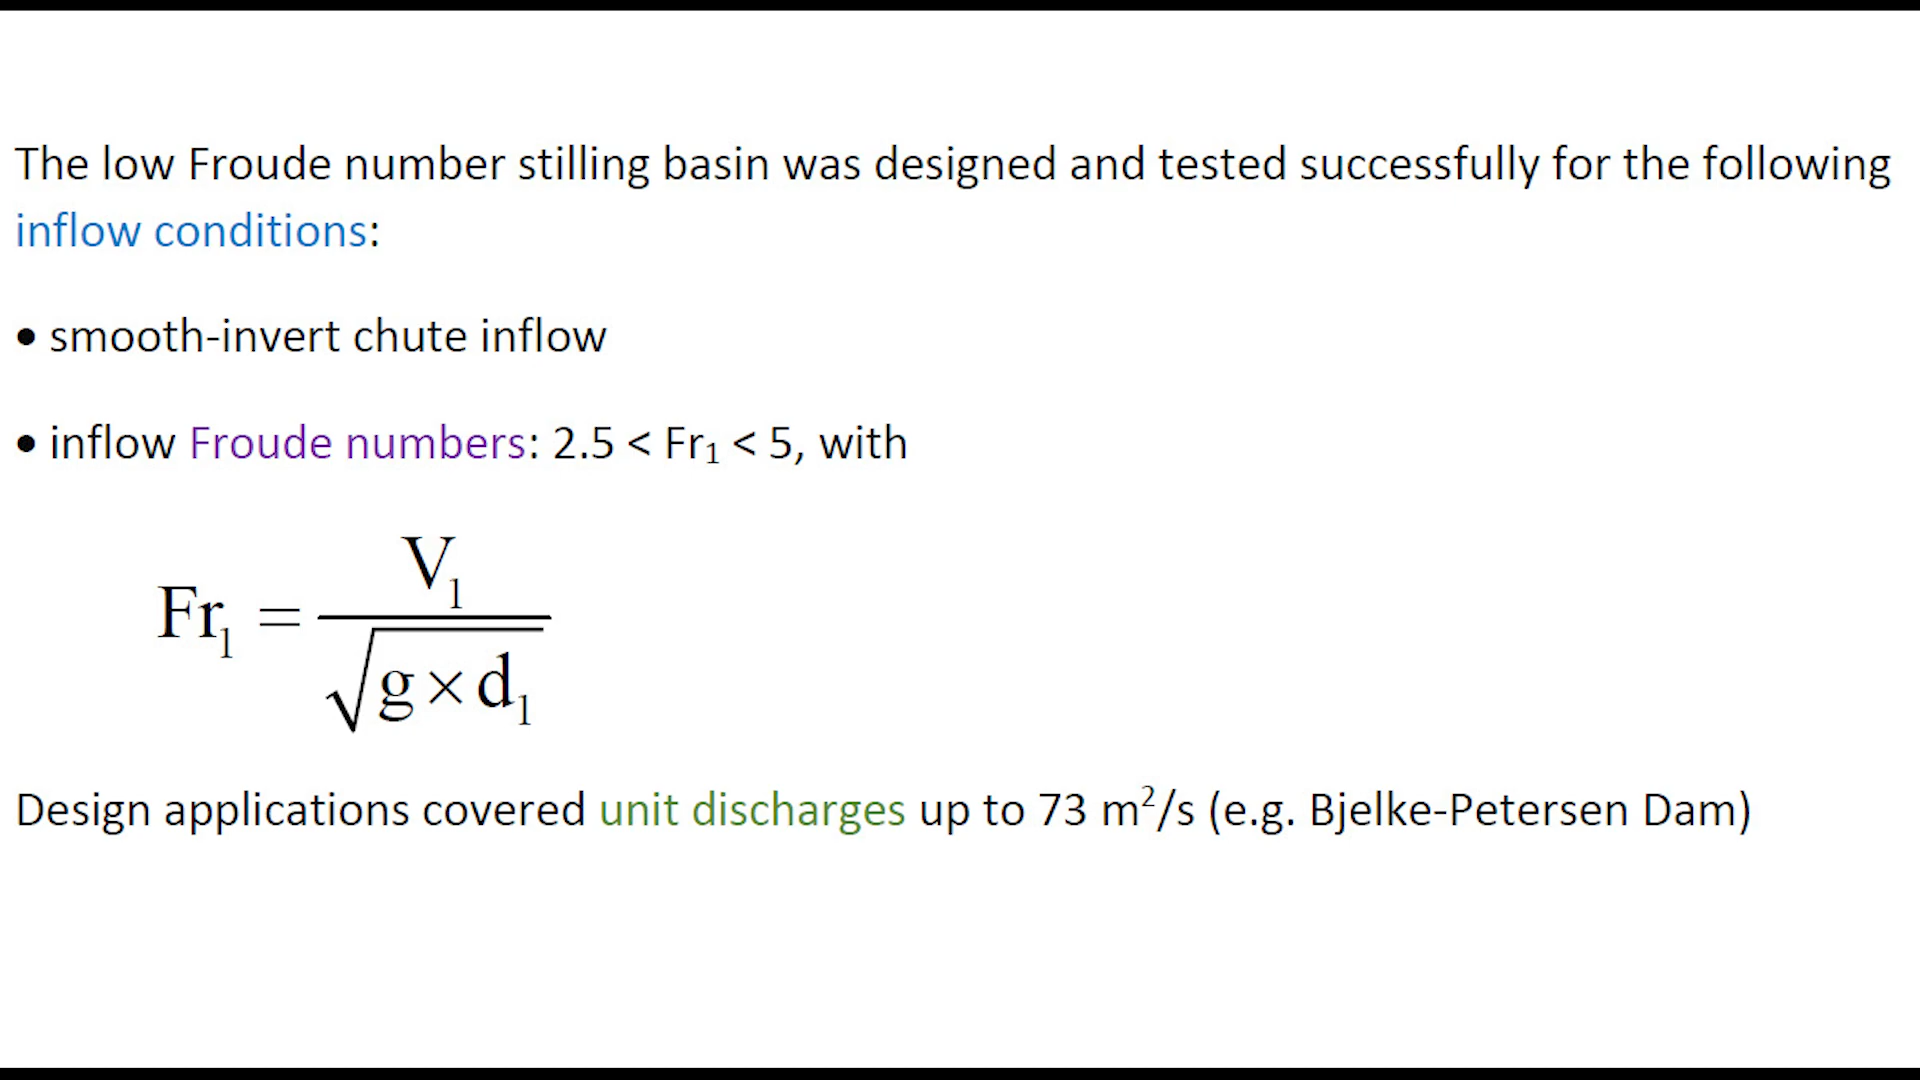 The low Froude number stilling basin was designed and tested successfully for the following
inflow conditions:
• smooth-invert chute inflow
• inflow Froude numbers: 2.5 < Fr₁ < 5, with
Fr₁ = V₁ / √(g × d₁)
Design applications covered unit discharges up to 73 m²/s (e.g. Bjelke-Petersen Dam)